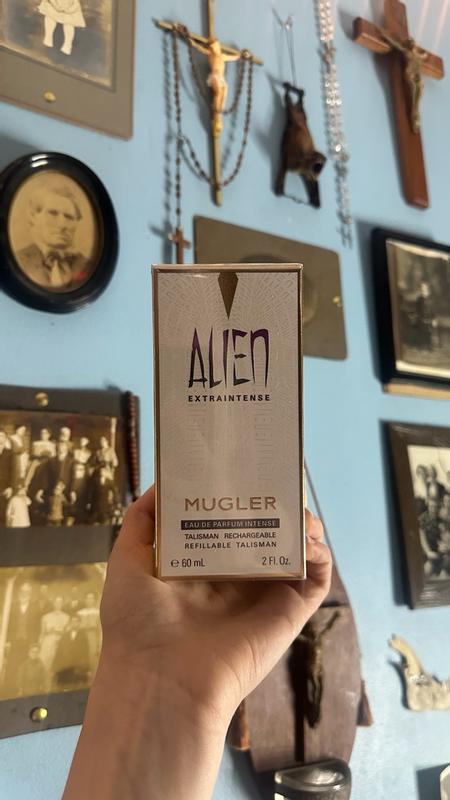 ALIEN
EXTRAINTENSE
MUGLER
EAU DE PARFUM INTENSE
TALISMAN RECHARGEABLE
REFILLABLE TALISMAN
℮ 60 mL 2 Fl. Oz.